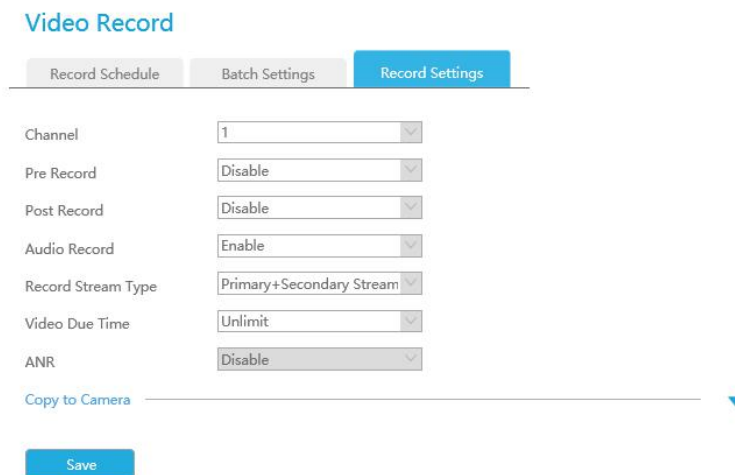 Video Record
Record Schedule Batch Settings Record Settings
Channel 1
Pre Record Disable
Post Record Disable
Audio Record Enable
Record Stream Type Primary+Secondary Stream
Video Due Time Unlimit
ANR Disable
Copy to Camera
Save